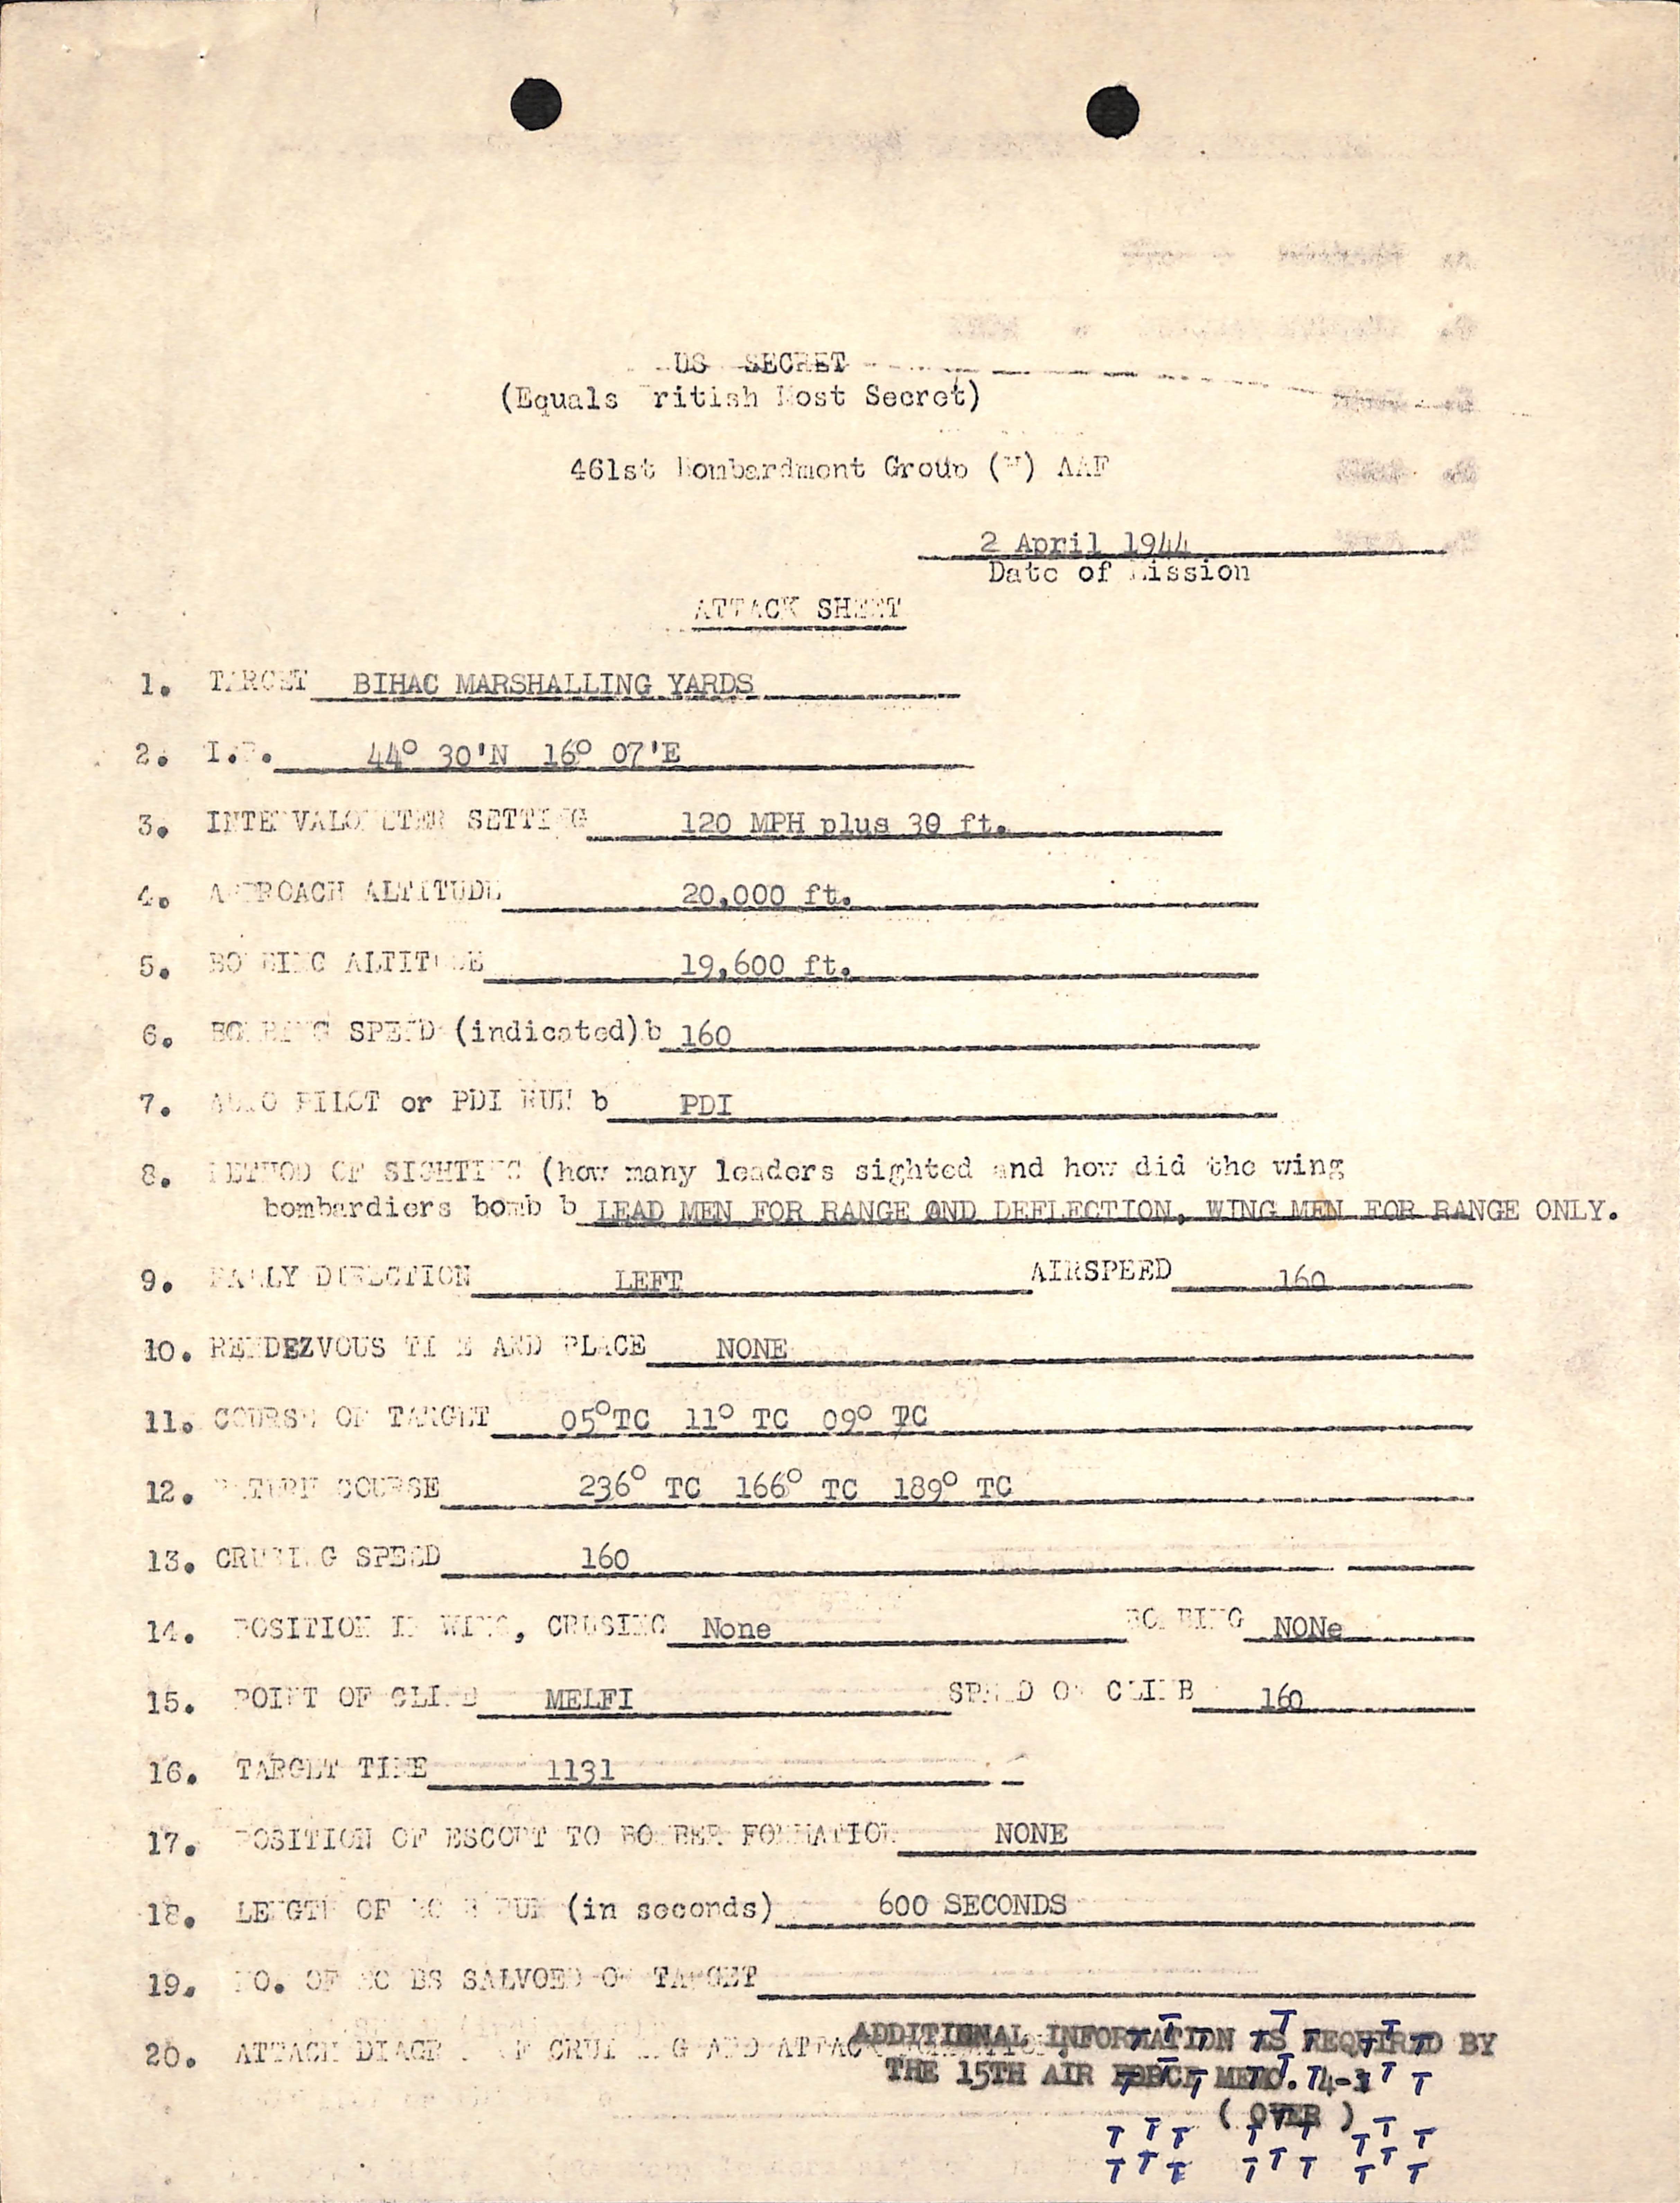 US SECRET
(Equals British Most Secret)
461st Bombardment Group (H) AAF
2 April 1944
Date of Mission
ATTACK SHEET
1. TARGET BIHAC MARSHALLING YARDS
2. I.P. 44° 30'N 16° 07'E
3. INTERVALOMETER SETTING 120 MPH plus 30 ft.
4. APPROACH ALTITUDE 20,000 ft.
5. BOMBING ALTITUDE 19,600 ft.
6. BOMBING SPEED (indicated)b 160
7. AUTO PILOT or PDI RUN b PDI
8. METHOD OF SIGHTING (how many leaders sighted and how did the wing
bombardiers bomb b LEAD MEN FOR RANGE AND DEFLECTION, WING MEN FOR RANGE ONLY.
9. RALLY DIRECTION LEFT AIRSPEED 160
10. RENDEZVOUS TIME AND PLACE NONE
11. COURSE OF TARGET 05°TC 11° TC 09° TC
12. RETURN COURSE 236° TC 166° TC 189° TC
13. CRUSING SPEED 160
14. POSITION IN WING, CRUSING None BOMBING NONe
15. POINT OF CLIMB MELFI SPEED OF CLIMB 160
16. TARGET TIME 1131
17. POSITION OF ESCORT TO BOMBER FORMATION NONE
18. LENGTH OF BOMB RUN (in seconds) 600 SECONDS
19. NO. OF BOMBS SALVOED ON TARGET
20. ATTACH DIAGRAM OF CRUISING AND ATTACK FORMATION.
ADDITIONAL INFORMATION IS REQUIRED BY
THE 15TH AIR FORCE MEMO.
( OVER )
T T T T T T T T T
T T T T T T T T T
T T T T T T T T T
T T T T T T T T T